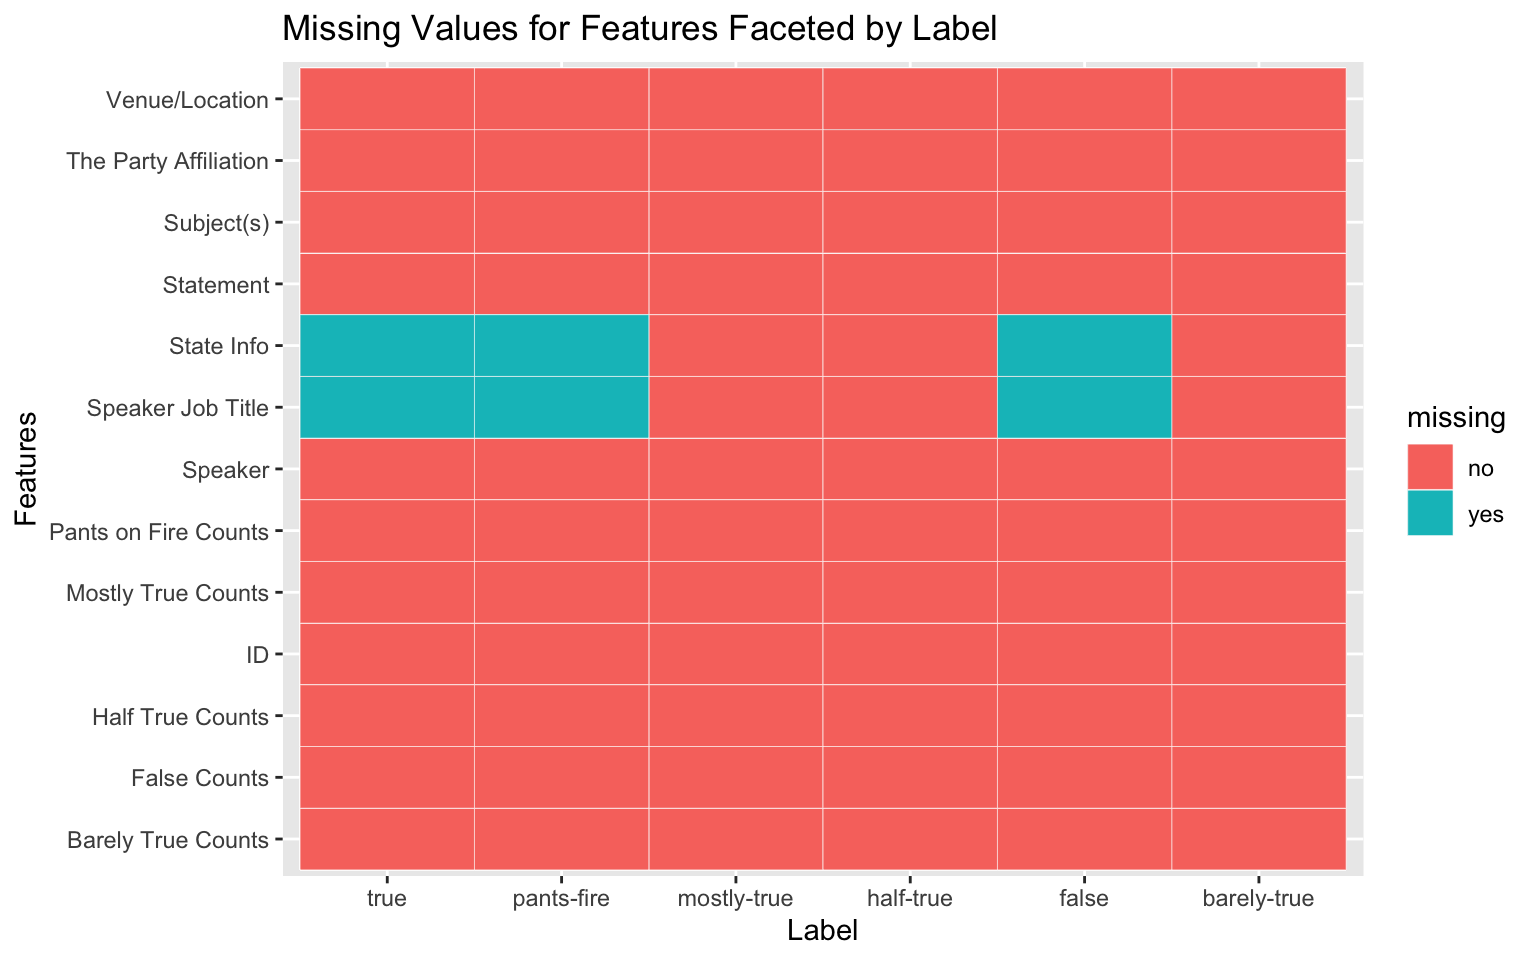 Missing Values for Features Faceted by Label
Features
Venue/Location
The Party Affiliation
Subject(s)
Statement
State Info
Speaker Job Title
Speaker
Pants on Fire Counts
Mostly True Counts
ID
Half True Counts
False Counts
Barely True Counts
true pants-fire mostly-true half-true false barely-true
Label
missing
no
yes